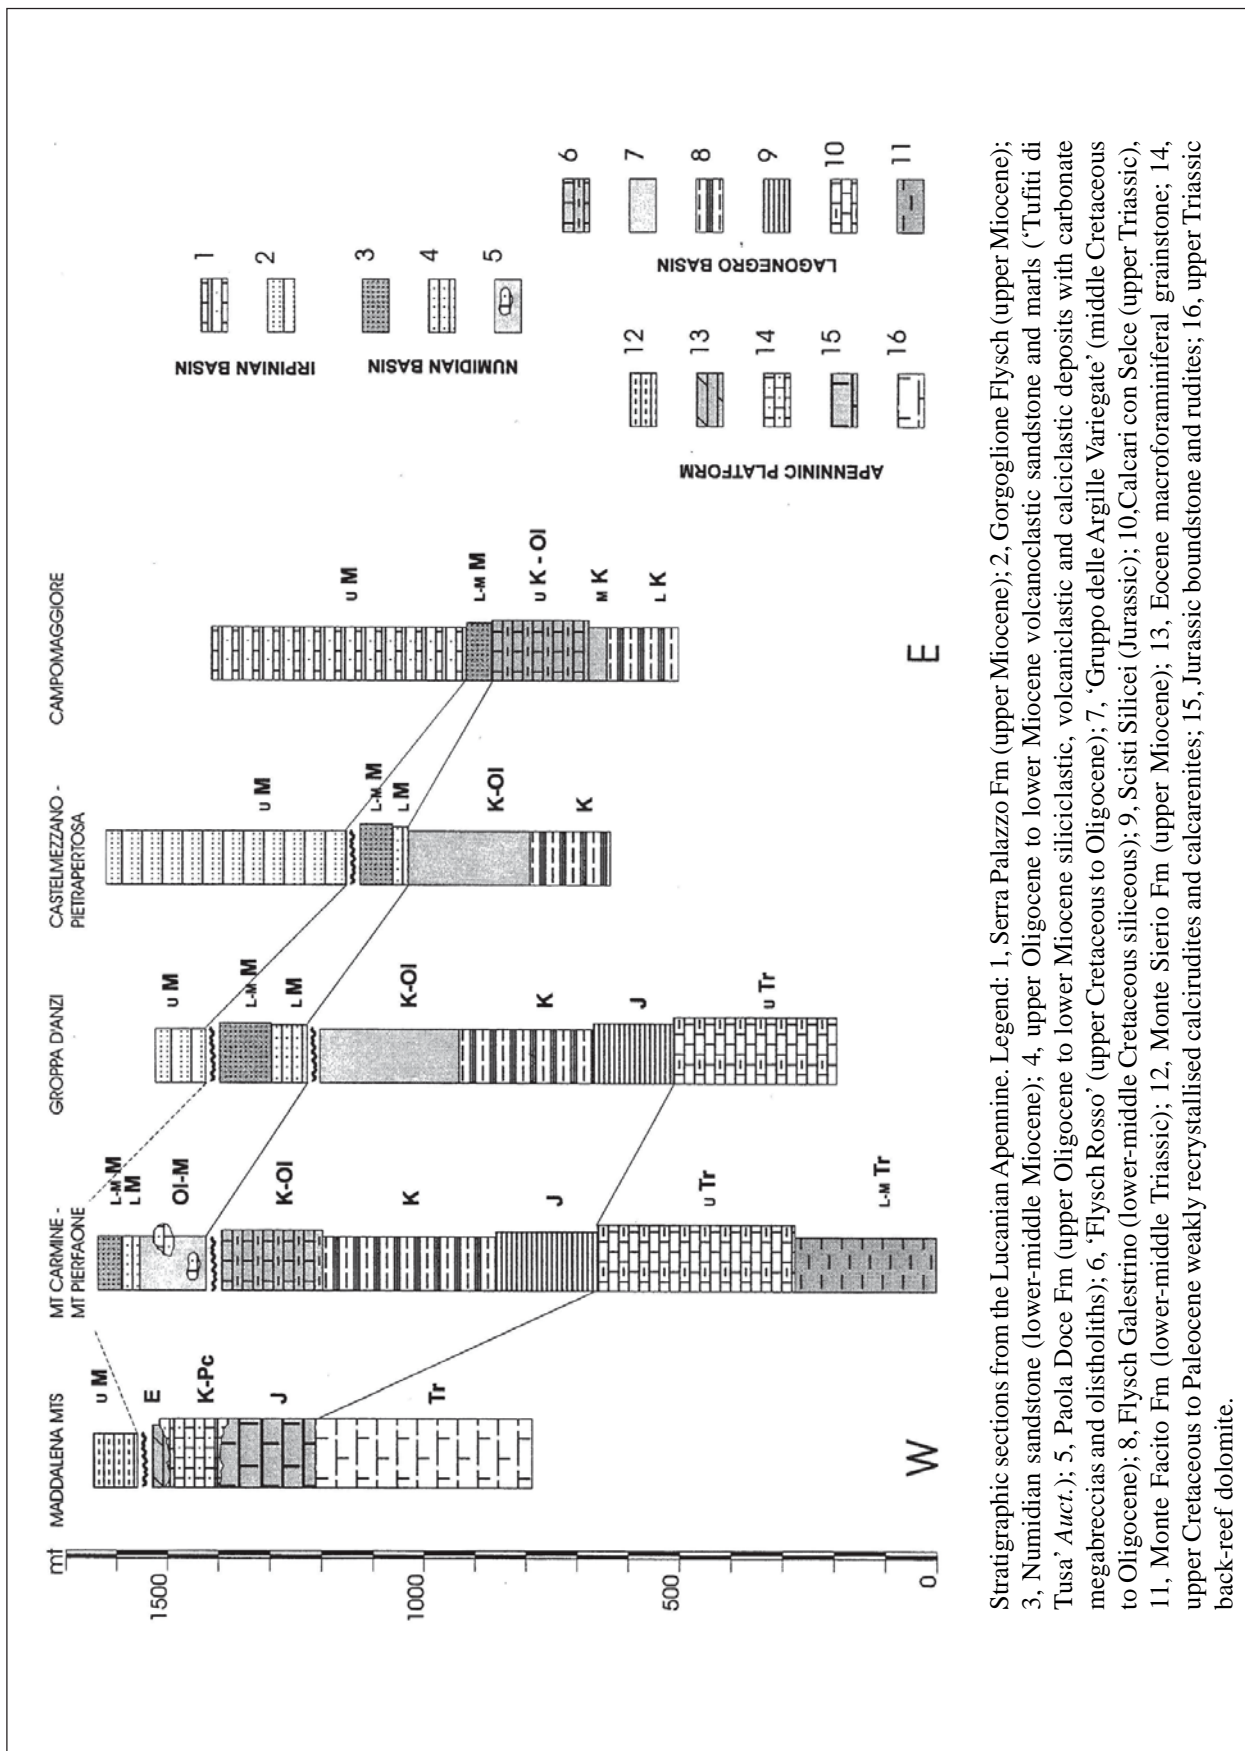 mt
1500
1000
500
0
MADDALENA MTS
U M
E
K-Pc
J
Tr
W
MT CARMINE -
MT PIERFAONE
L-M M
L M
Ol-M
K-Ol
K
J
U Tr
L-M Tr
GROPPA D'ANZI
U M
L-M M
L M
K-Ol
K
J
U Tr
CASTELMEZZANO -
PIETRAPERTOSA
U M
L-M M
L M
K-Ol
K
CAMPOMAGGIORE
U M
L-M M
U K - Ol
M K
L K
E
IRPINIAN BASIN
1
2
NUMIDIAN BASIN
3
4
5
APENNINIC PLATFORM
12
13
14
15
16
LAGONEGRO BASIN
6
7
8
9
10
11
Stratigraphic sections from the Lucanian Apennine. Legend: 1, Serra Palazzo Fm (upper Miocene); 2, Gorgoglione Flysch (upper Miocene);
3, Numidian sandstone (lower-middle Miocene); 4, upper Oligocene to lower Miocene volcanoclastic sandstone and marls (‘Tufiti di
Tusa’ Auct.); 5, Paola Doce Fm (upper Oligocene to lower Miocene siliciclastic, volcaniclastic and calciclastic deposits with carbonate
megabreccias and olistholiths); 6, ‘Flysch Rosso’ (upper Cretaceous to Oligocene); 7, ‘Gruppo delle Argille Variegate’ (middle Cretaceous
to Oligocene); 8, Flysch Galestrino (lower-middle Cretaceous siliceous); 9, Scisti Silicei (Jurassic); 10,Calcari con Selce (upper Triassic),
11, Monte Facito Fm (lower-middle Triassic); 12, Monte Sierio Fm (upper Miocene); 13, Eocene macroforaminiferal grainstone; 14,
upper Cretaceous to Paleocene weakly recrystallised calcirudites and calcarenites; 15, Jurassic boundstone and rudites; 16, upper Triassic
back-reef dolomite.